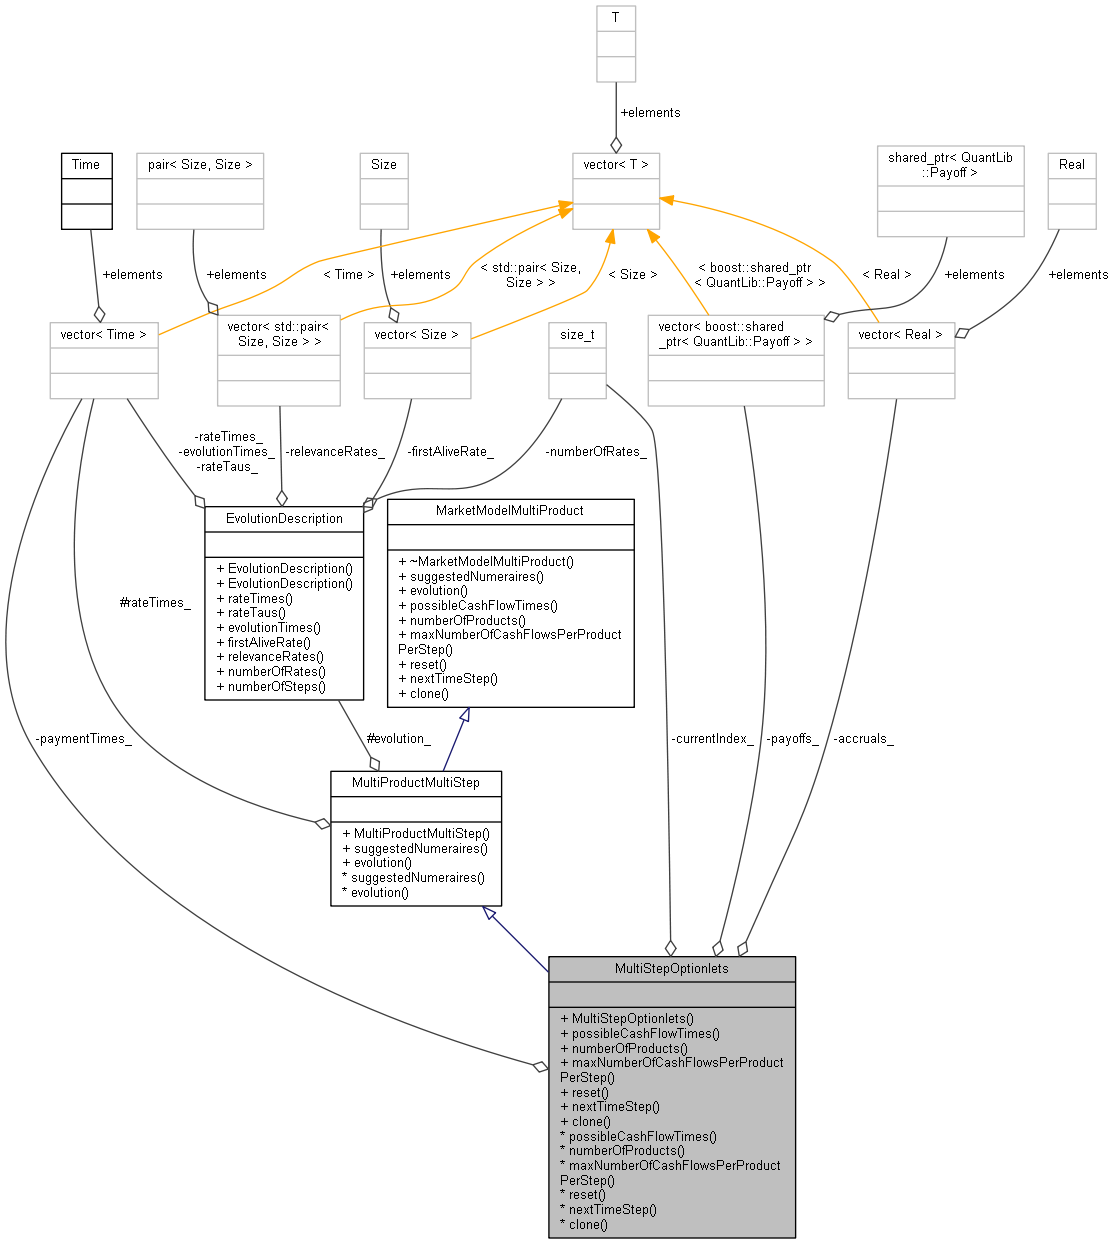 T
+elements
Time
pair< Size, Size >
Size
vector< T >
shared_ptr< QuantLib
::Payoff >
Real
+elements
+elements
+elements
< Time >
< std::pair< Size,
Size > >
< Size >
< boost::shared_ptr
< QuantLib::Payoff > >
< Real >
+elements
+elements
vector< Time >
vector< std::pair<
Size, Size > >
vector< Size >
size_t
vector< boost::shared
_ptr< QuantLib::Payoff > >
vector< Real >
-rateTimes_
-evolutionTimes_
-rateTaus_
-relevanceRates_
-firstAliveRate_
-numberOfRates_
EvolutionDescription
+ EvolutionDescription()
+ EvolutionDescription()
+ rateTimes()
+ rateTaus()
+ evolutionTimes()
+ firstAliveRate()
+ relevanceRates()
+ numberOfRates()
+ numberOfSteps()
MarketModelMultiProduct
+ ~MarketModelMultiProduct()
+ suggestedNumeraires()
+ evolution()
+ possibleCashFlowTimes()
+ numberOfProducts()
+ maxNumberOfCashFlowsPerProduct
PerStep()
+ reset()
+ nextTimeStep()
+ clone()
#rateTimes_
-paymentTimes_
#evolution_
-currentIndex_
-payoffs_
-accruals_
MultiProductMultiStep
+ MultiProductMultiStep()
+ suggestedNumeraires()
+ evolution()
* suggestedNumeraires()
* evolution()
MultiStepOptionlets
+ MultiStepOptionlets()
+ possibleCashFlowTimes()
+ numberOfProducts()
+ maxNumberOfCashFlowsPerProduct
PerStep()
+ reset()
+ nextTimeStep()
+ clone()
* possibleCashFlowTimes()
* numberOfProducts()
* maxNumberOfCashFlowsPerProduct
PerStep()
* reset()
* nextTimeStep()
* clone()